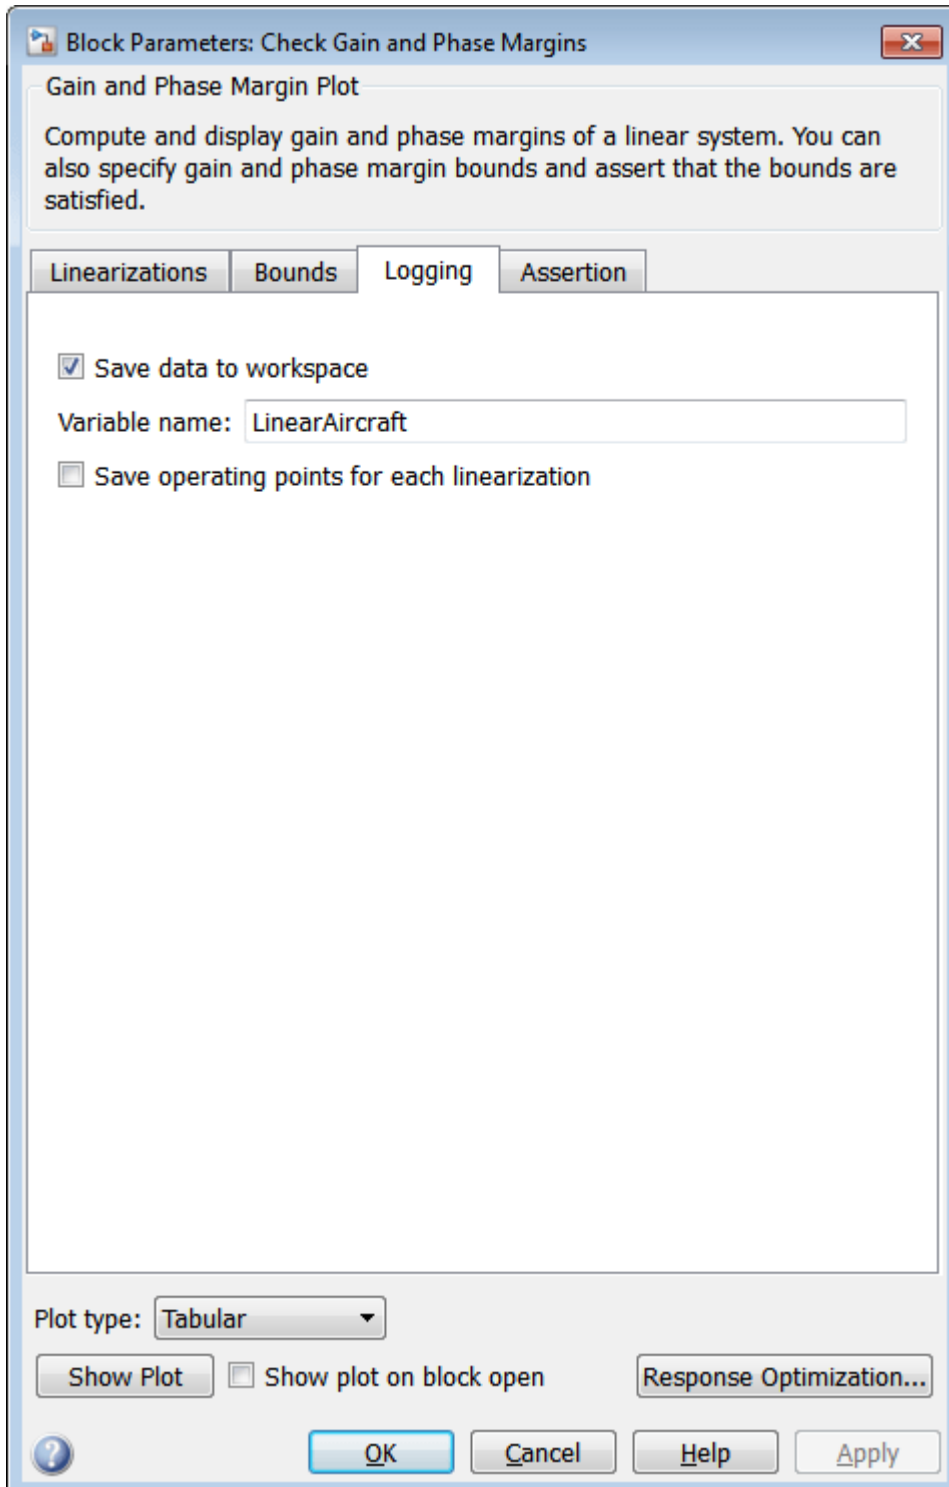 Block Parameters: Check Gain and Phase Margins
Gain and Phase Margin Plot
Compute and display gain and phase margins of a linear system. You can
also specify gain and phase margin bounds and assert that the bounds are
satisfied.
Linearizations Bounds Logging Assertion
Save data to workspace
Variable name: LinearAircraft
Save operating points for each linearization
Plot type: Tabular
Show Plot Show plot on block open Response Optimization...
? OK Cancel Help Apply